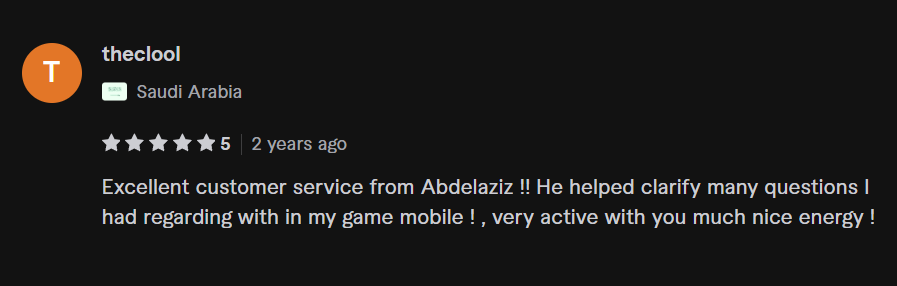 T
theclool
Saudi Arabia
5 2 years ago
Excellent customer service from Abdelaziz !! He helped clarify many questions I
had regarding with in my game mobile ! , very active with you much nice energy !